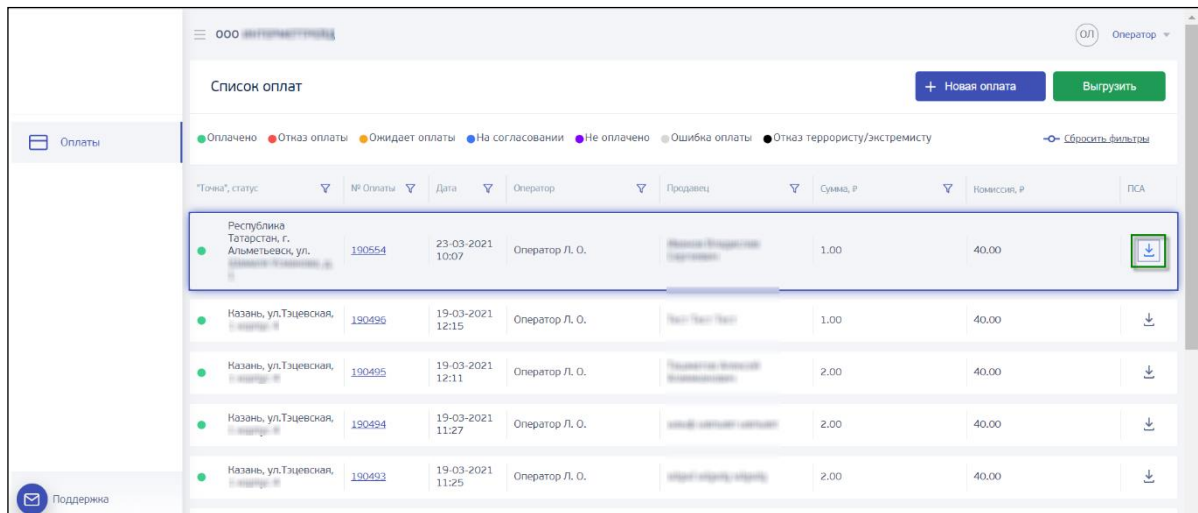 ООО
ОЛ Оператор
Список оплат
+ Новая оплата
Выгрузить
Оплаты
Оплачено Отказ оплаты Ожидает оплаты На согласовании Не оплачено Ошибка оплаты Отказ террористу/экстремисту
Сбросить фильтры
"Точка", статус № Оплаты Дата Оператор Продавец Сумма, ₽ Комиссия, ₽ ПСА
Республика
Татарстан, г.
Альметьевск, ул.
190554
23-03-2021
10:07
Оператор Л. О.
1.00
40.00
Казань, ул.Тэцевская,
190496
19-03-2021
12:15
Оператор Л. О.
1.00
40.00
Казань, ул.Тэцевская,
190495
19-03-2021
12:11
Оператор Л. О.
2.00
40.00
Казань, ул.Тэцевская,
190494
19-03-2021
11:27
Оператор Л. О.
2.00
40.00
Казань, ул.Тэцевская,
190493
19-03-2021
11:25
Оператор Л. О.
2.00
40.00
Поддержка